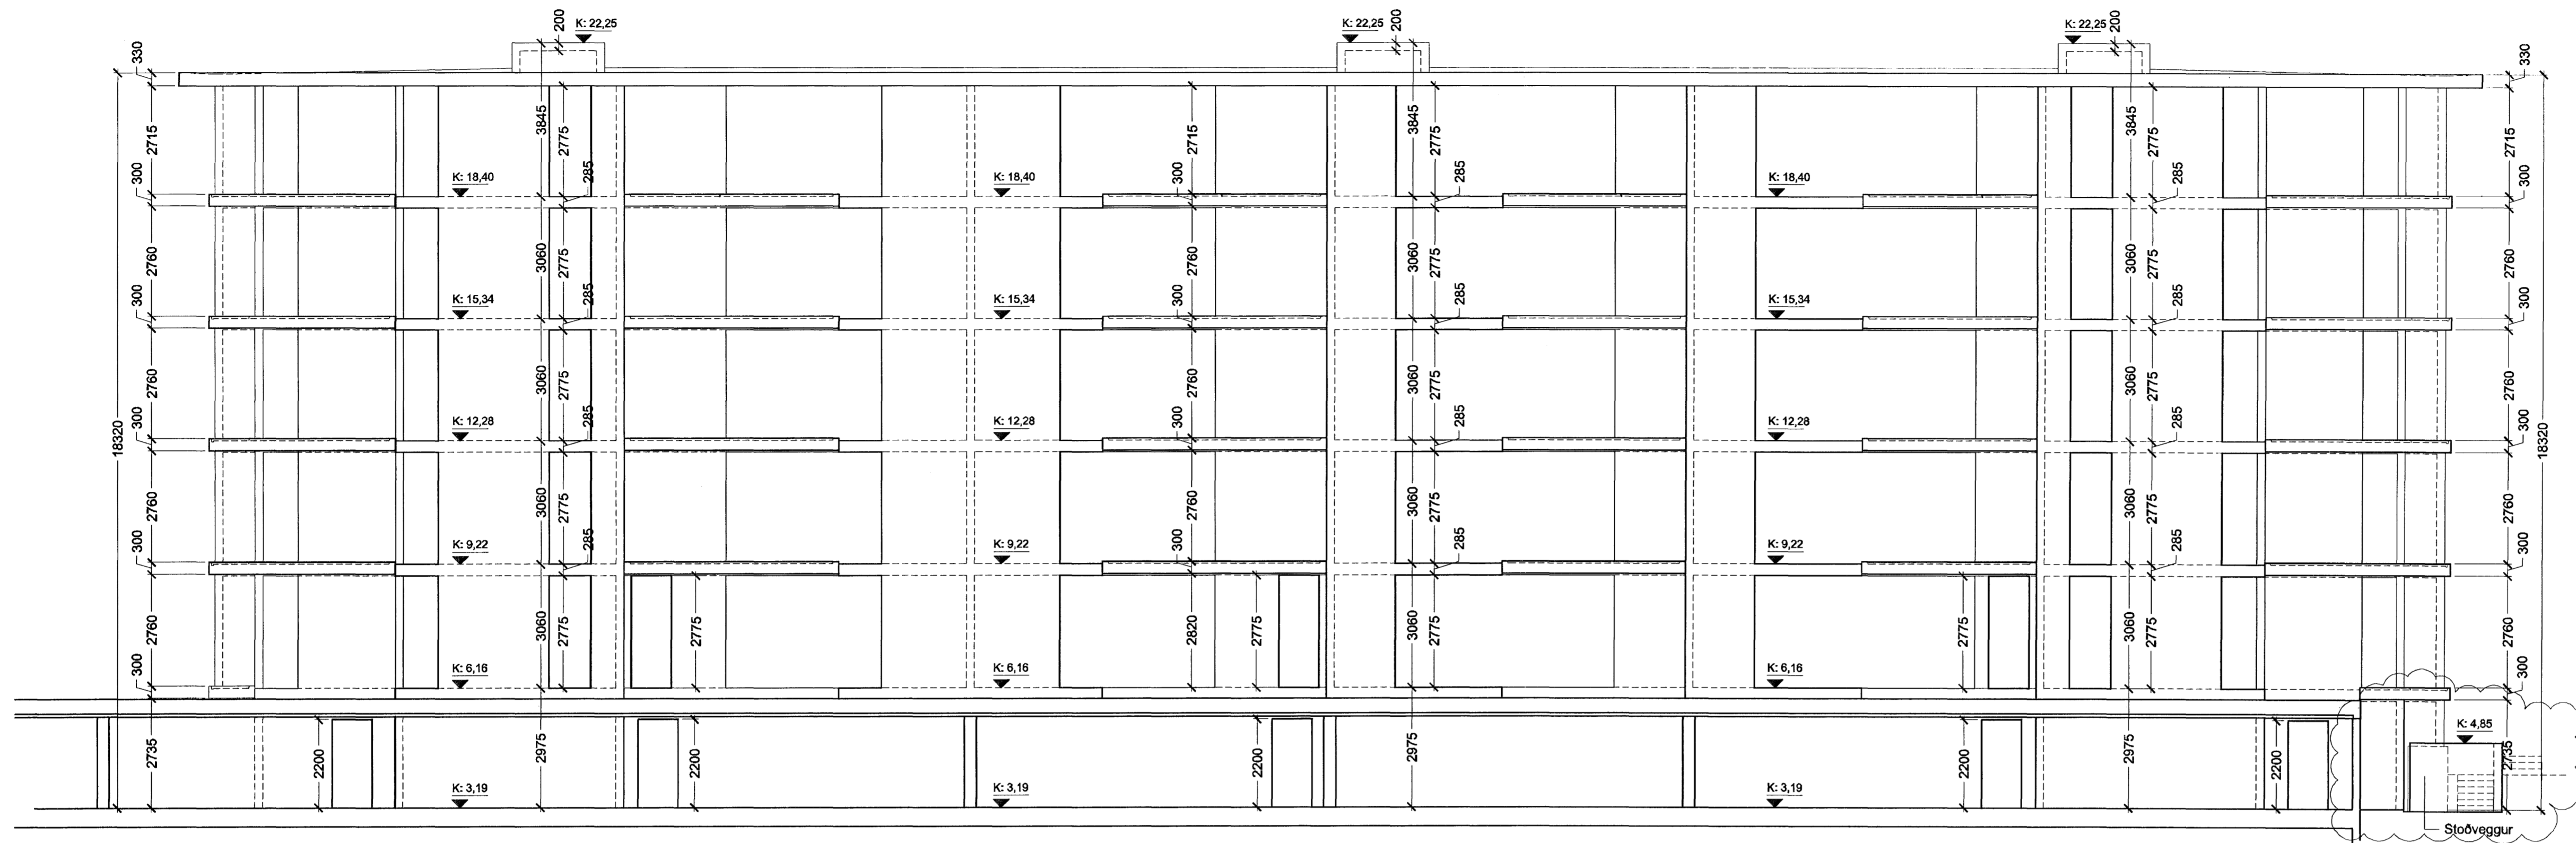 K: 22,25 200 K: 22,25 200 K: 22,25 200
330 330
3845 2775 2715 3845 2775 3845 2775
2715 2715
300 K: 18,40 285 K: 18,40 300 285 K: 18,40 285 300
2760 3060 2775 2760 3060 2775 3060 2775 2760
300 K: 15,34 285 K: 15,34 300 285 K: 15,34 285 300
2760 3060 2775 2760 3060 2775 3060 2775 2760
18320 300 K: 12,28 285 K: 12,28 300 285 K: 12,28 285 300 18320
2760 3060 2775 2760 3060 2775 3060 2775 2760
300 K: 9,22 285 K: 9,22 300 285 K: 9,22 285 300
2760 3060 2775 2775 2820 2775 3060 2775 2775 3060 2775 2760
300 K: 6,16 K: 6,16 K: 6,16 300
K: 4,85
2735 2200 2975 2200 2200 2975 2200 2975 2200 2735
K: 3,19 K: 3,19 K: 3,19
Stoðveggur